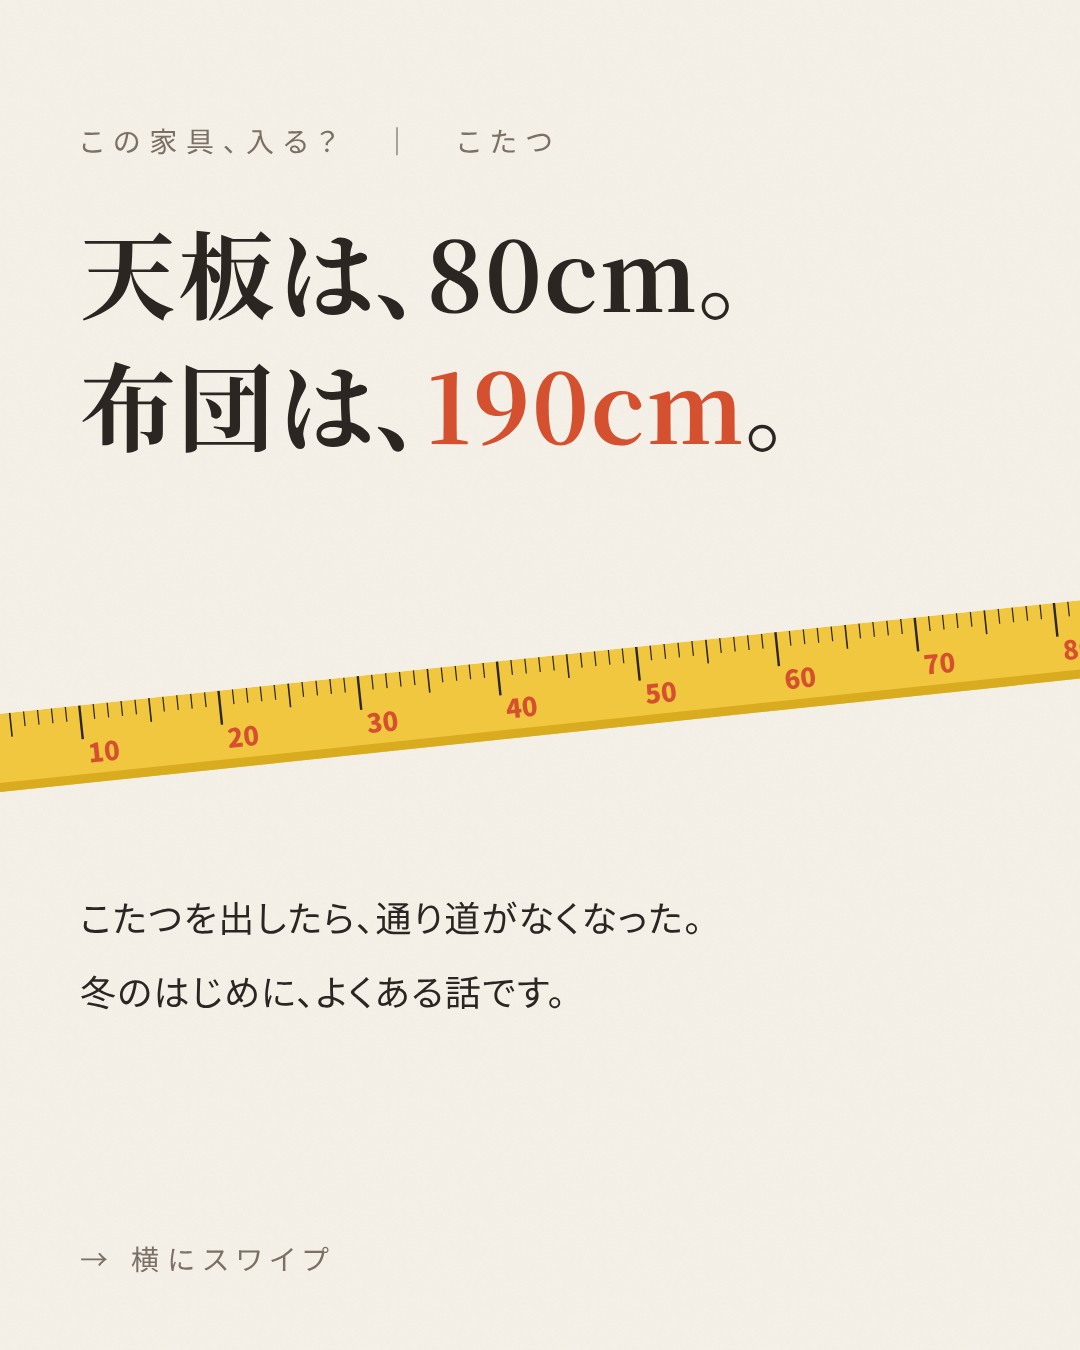 この家具、入る？ ｜ こたつ
天板は、80cm。
布団は、190cm。
10 20 30 40 50 60 70
こたつを出したら、通り道がなくなった。
冬のはじめに、よくある話です。
→ 横にスワイプ